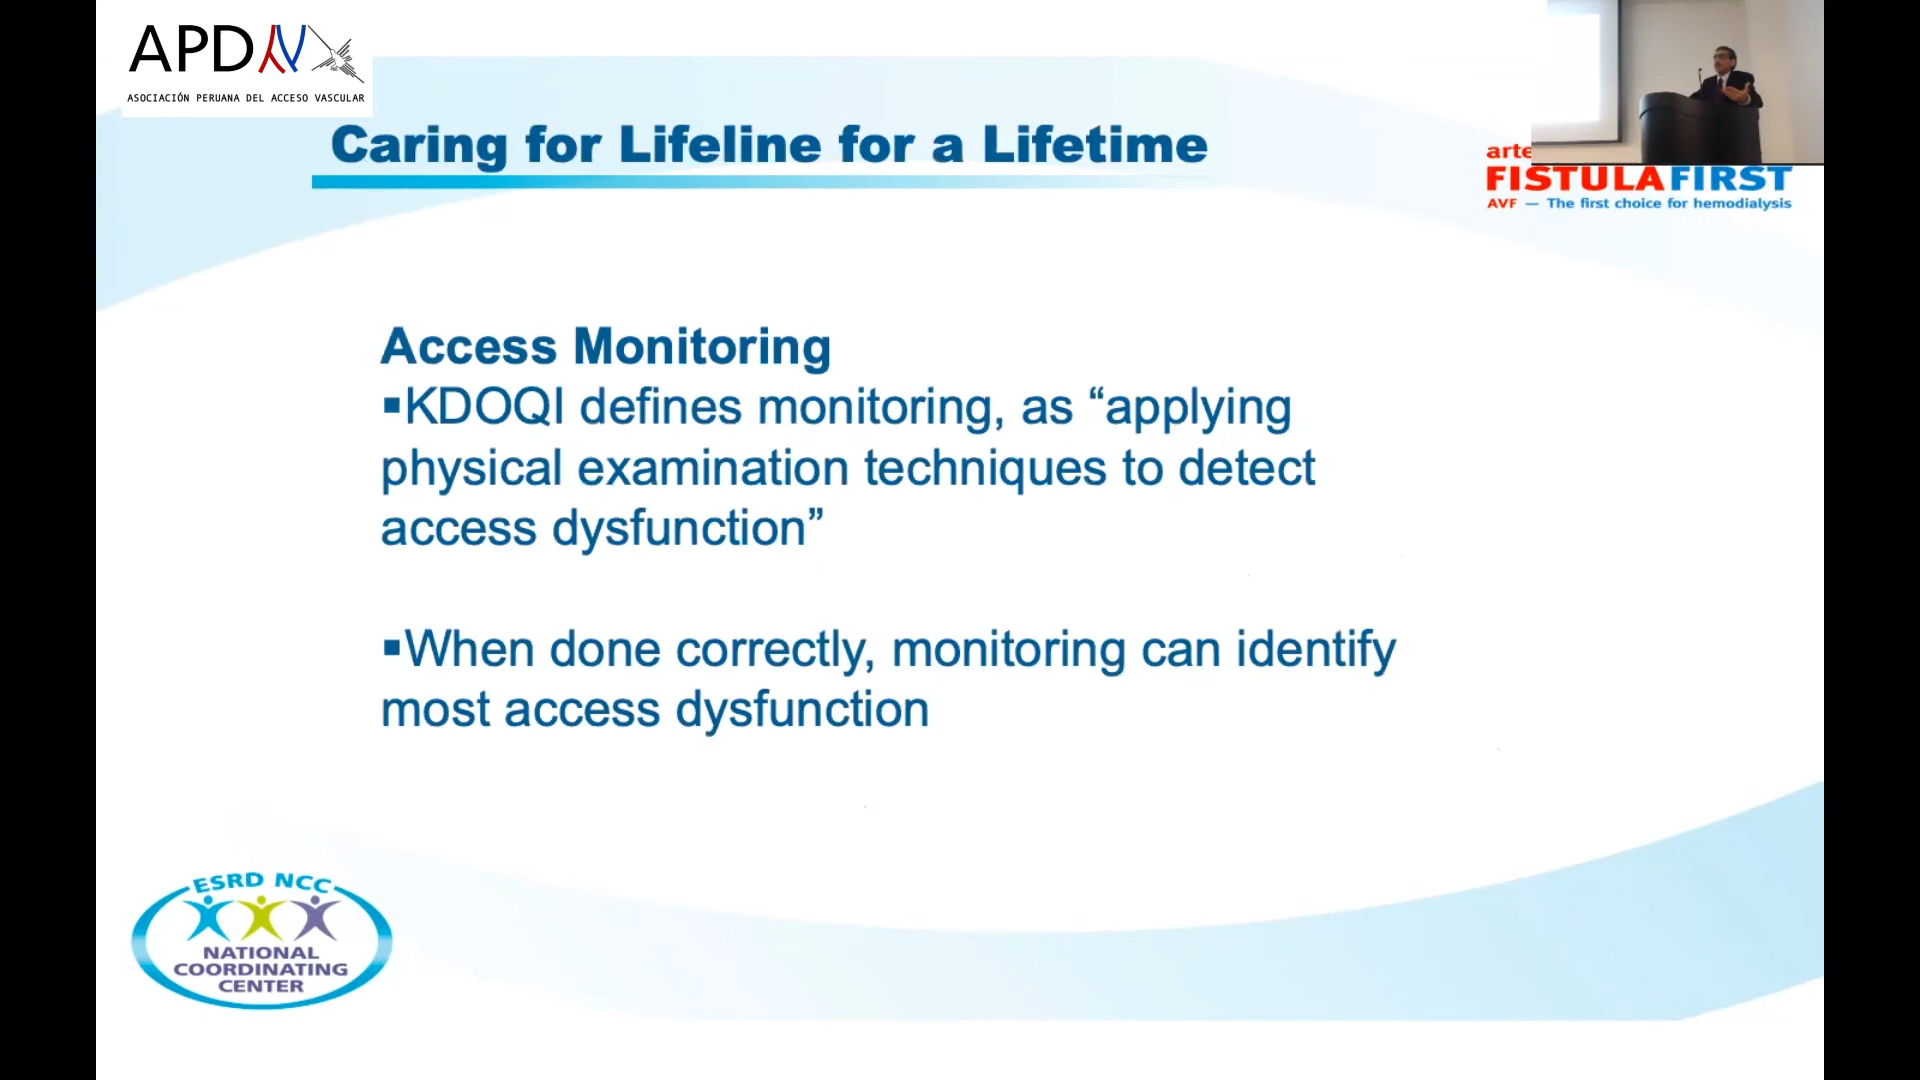 APDAV
ASOCIACIÓN PERUANA DEL ACCESO VASCULAR
Caring for Lifeline for a Lifetime
arte
FISTULAFIRST
AVF — The first choice for hemodialysis
Access Monitoring
▪KDOQI defines monitoring, as “applying
physical examination techniques to detect
access dysfunction”
▪When done correctly, monitoring can identify
most access dysfunction
ESRD NCC
NATIONAL
COORDINATING
CENTER